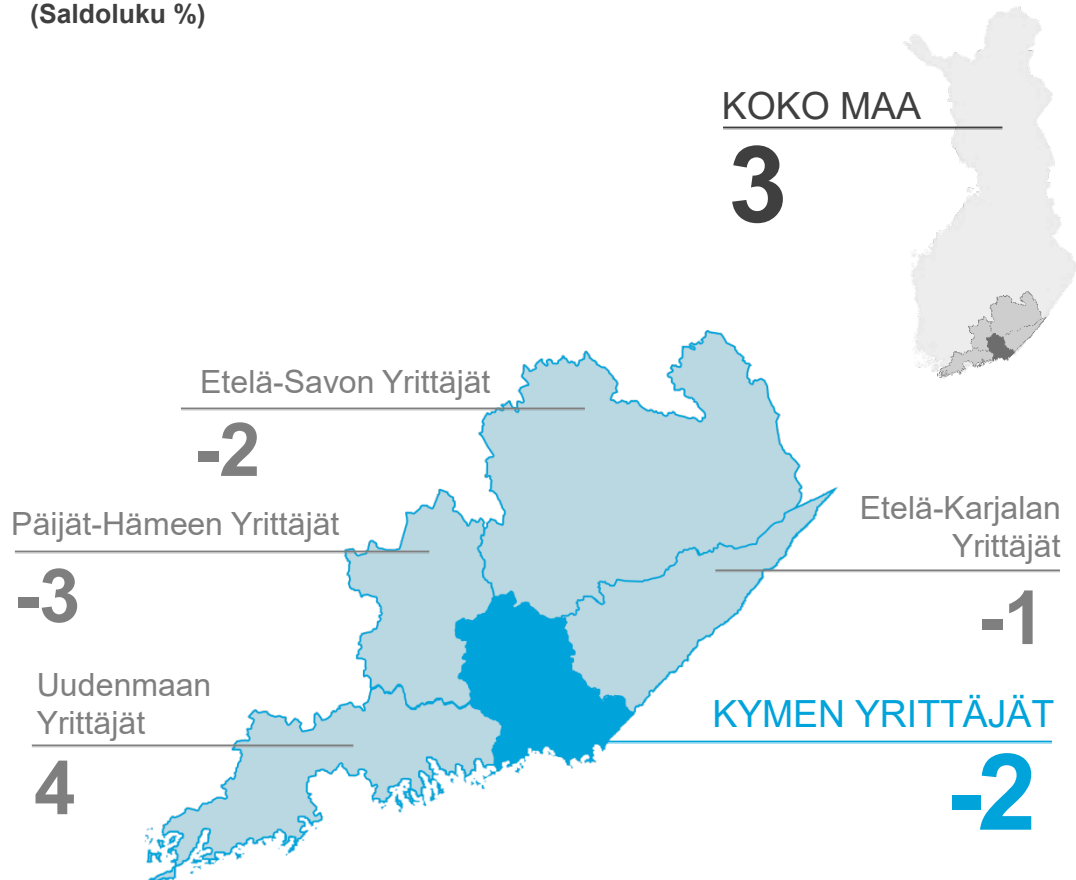 (Saldoluku %)
KOKO MAA
3
Etelä-Savon Yrittäjät
-2
Päijät-Hämeen Yrittäjät
-3
Etelä-Karjalan
Yrittäjät
-1
Uudenmaan
Yrittäjät
4
KYMEN YRITTÄJÄT
-2